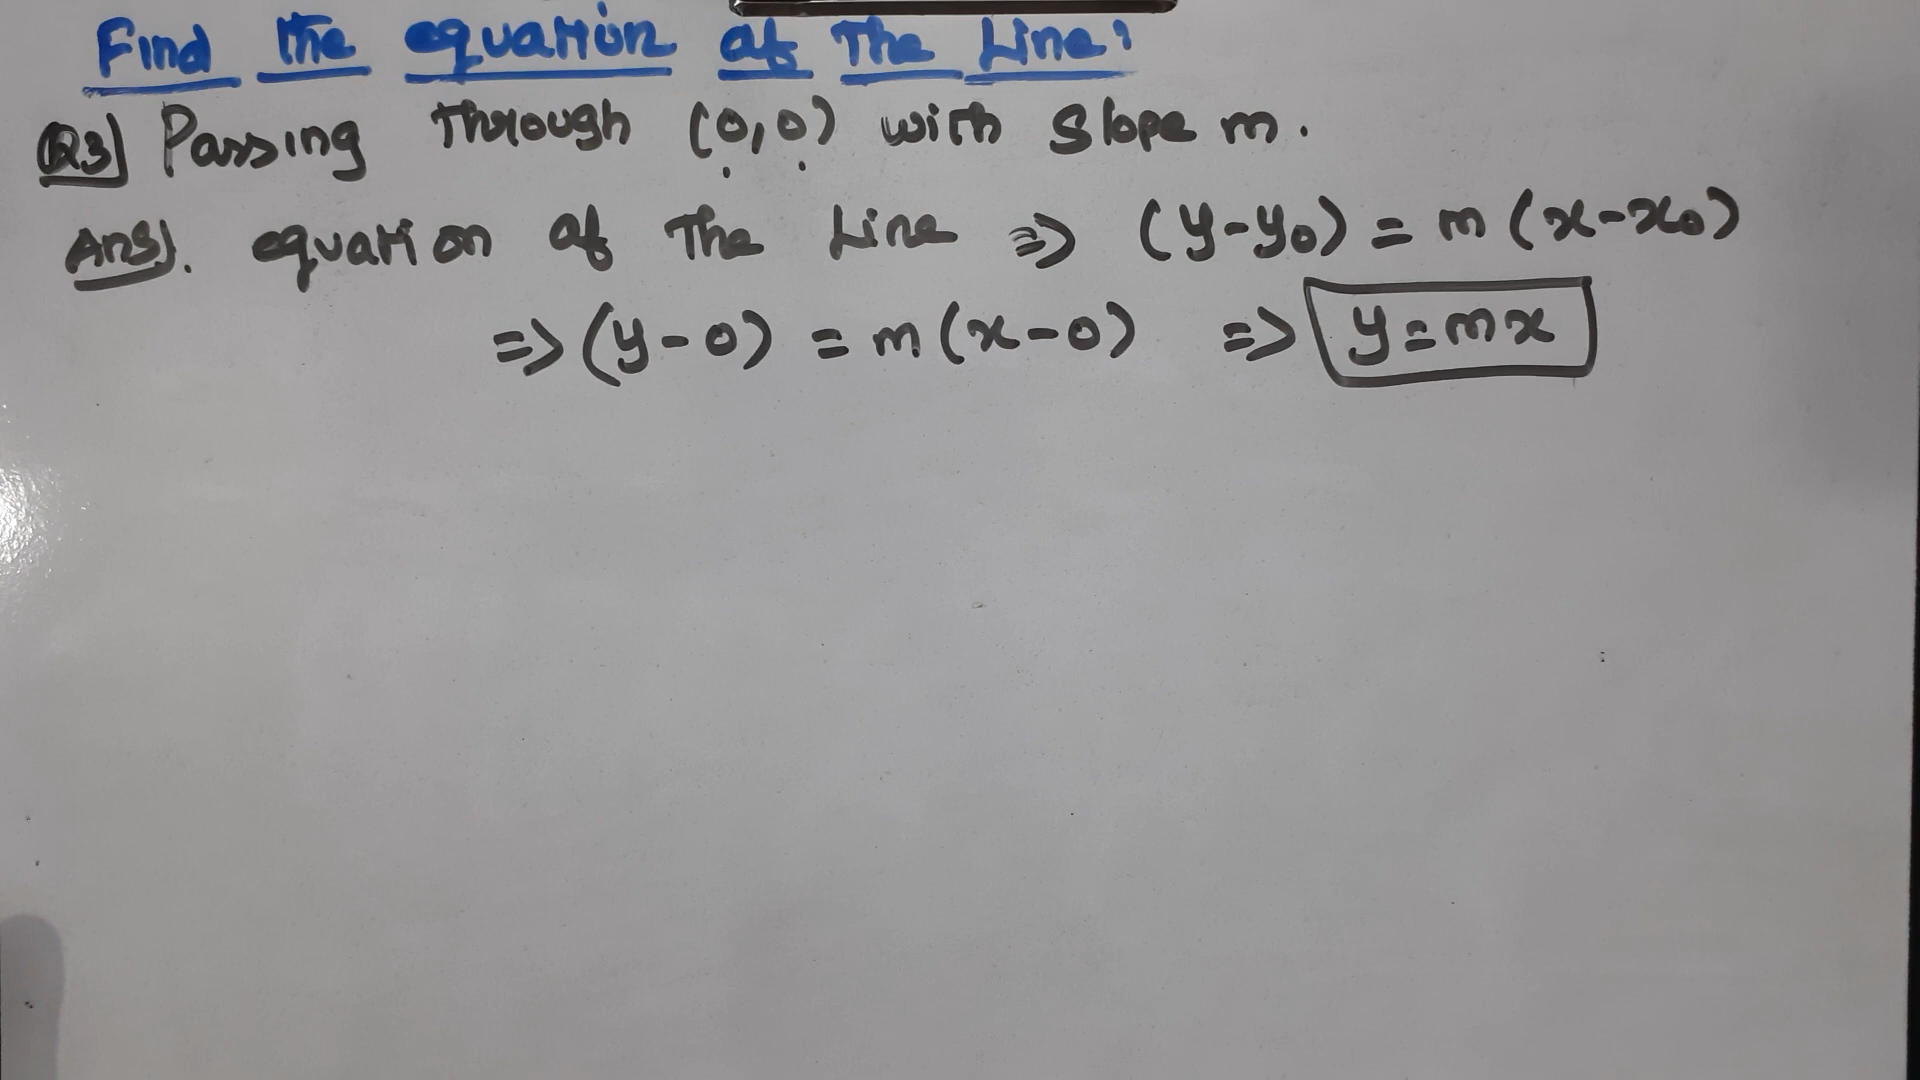 Find the equation of the Line:
Q3] Passing Through (0,0) with Slope m.
Ans]. equation of the Line => (y-y₀) = m (x-x₀)
=> (y-0) = m (x-0) => y=mx